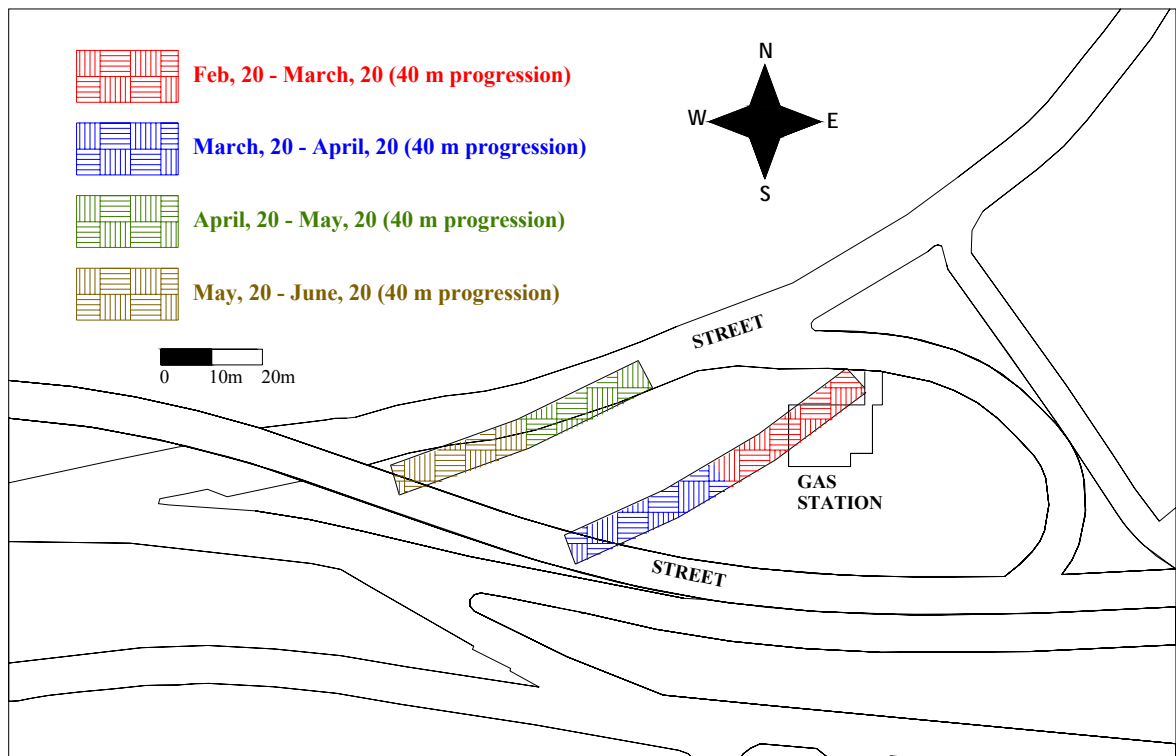 N
W
E
S
Feb, 20 - March, 20 (40 m progression)
March, 20 - April, 20 (40 m progression)
April, 20 - May, 20 (40 m progression)
May, 20 - June, 20 (40 m progression)
0 10m 20m
STREET
GAS
STATION
STREET